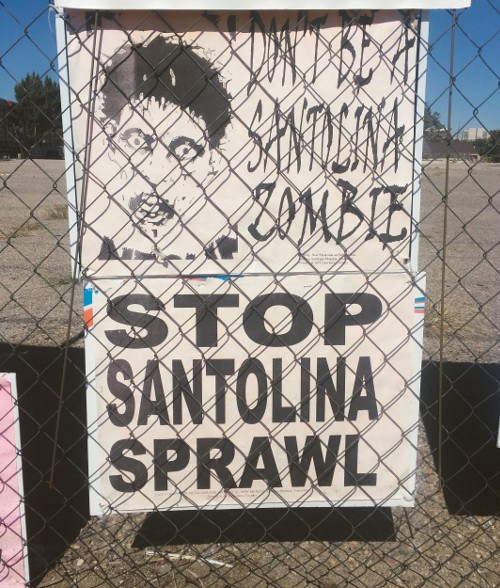 DON'T BE A
SANTOLINA
ZOMBIE
STOP
SANTOLINA
SPRAWL